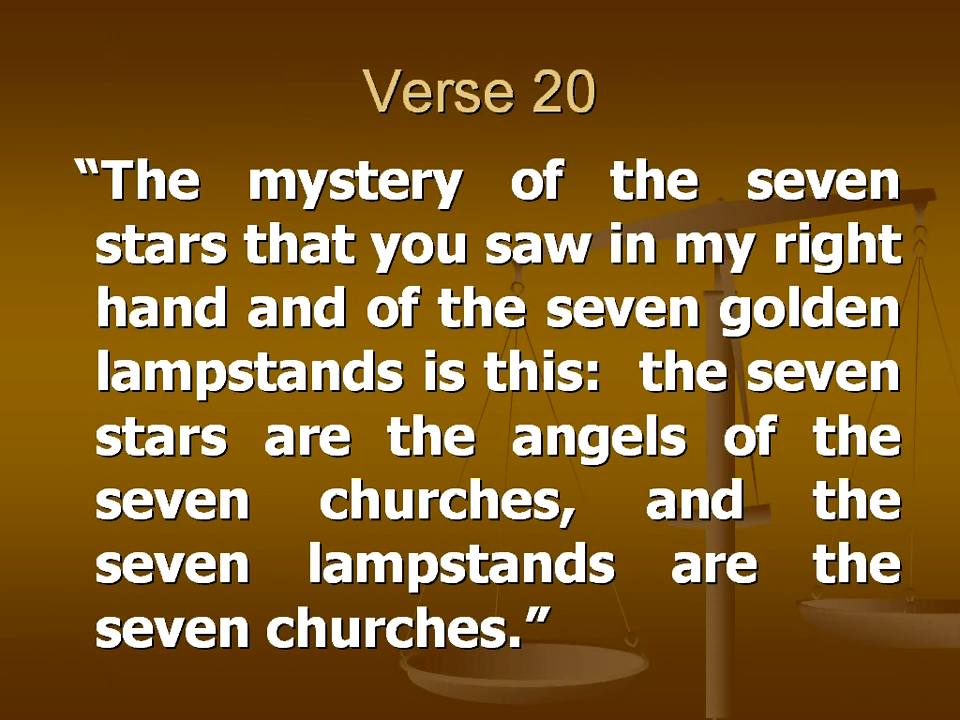 Verse 20
“The mystery of the seven
stars that you saw in my right
hand and of the seven golden
lampstands is this:  the seven
stars are the angels of the
seven churches, and the
seven lampstands are the
seven churches.”